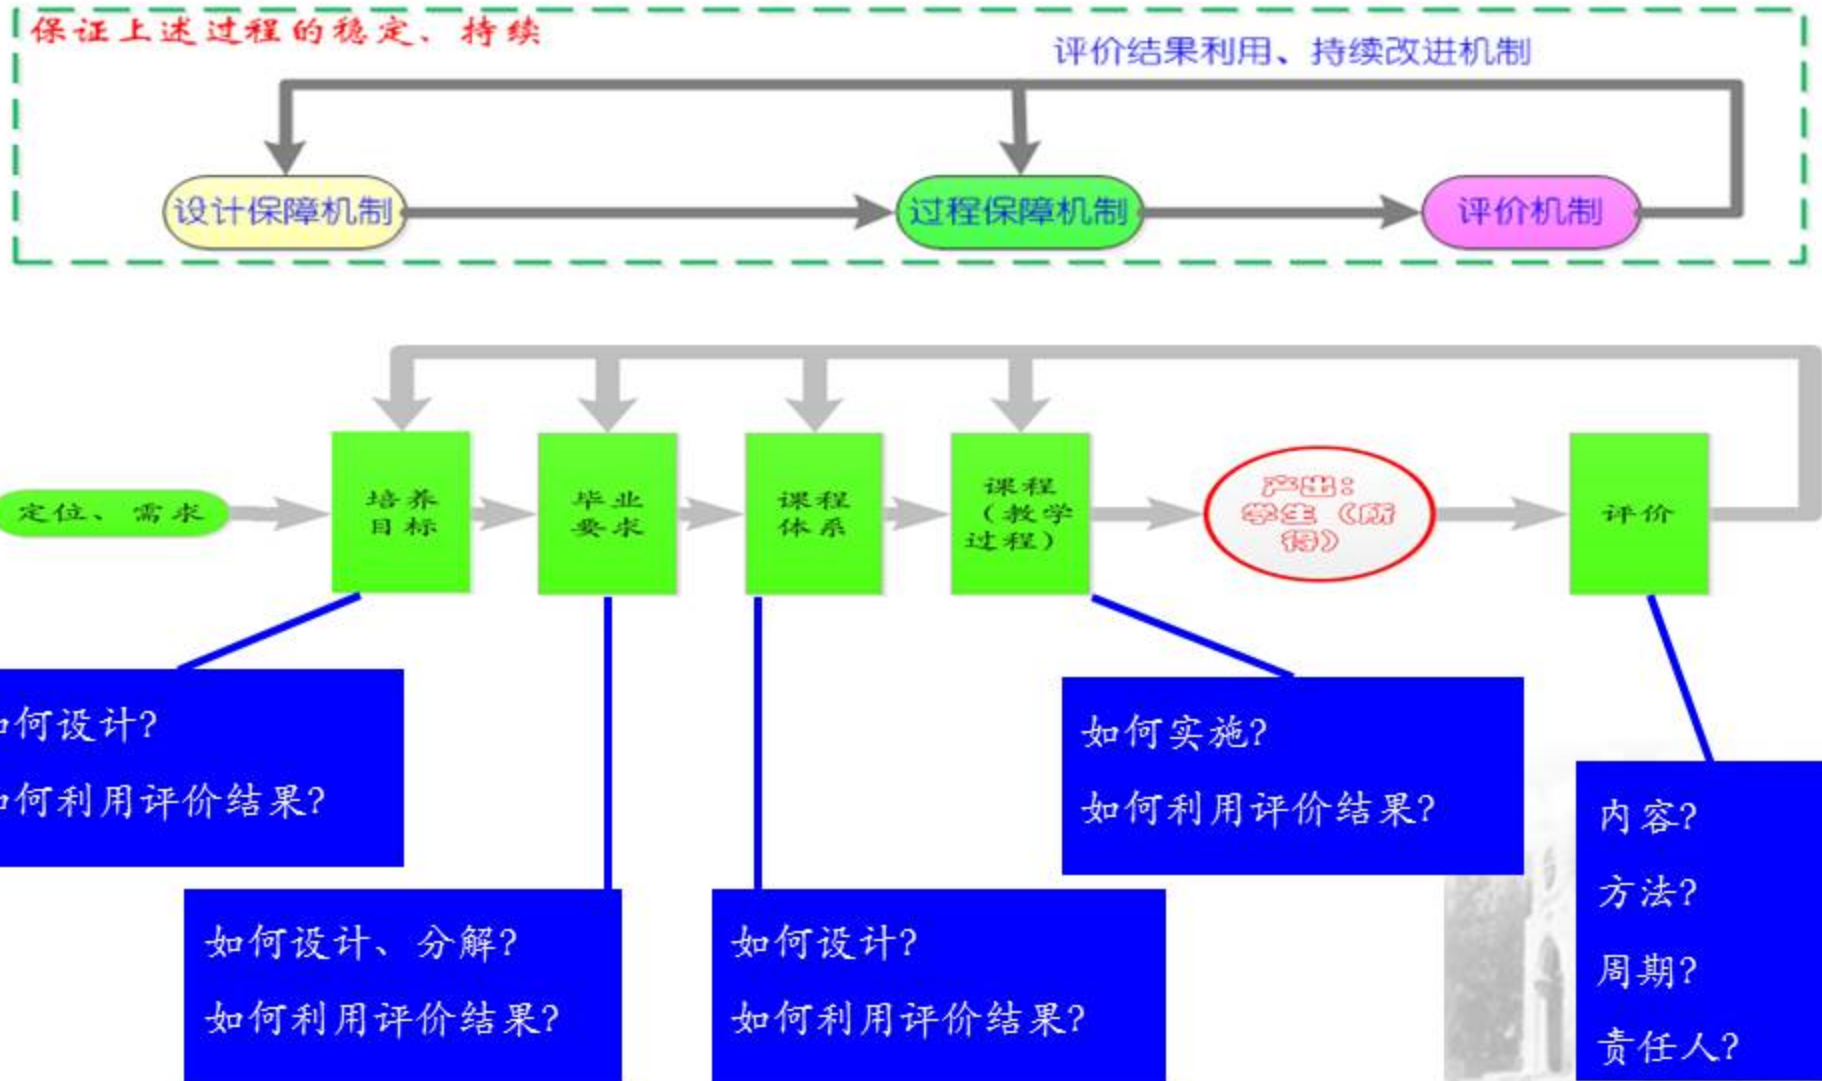 保证上述过程的稳定、持续
评价结果利用、持续改进机制
设计保障机制
过程保障机制
评价机制
定位、需求
培养
目标
毕业
要求
课程
体系
课程
（教学
过程）
产出：
学生（所
得）
评价
如何设计?
如何利用评价结果?
如何设计、分解?
如何利用评价结果?
如何设计?
如何利用评价结果?
如何实施?
如何利用评价结果?
内容?
方法?
周期?
责任人?